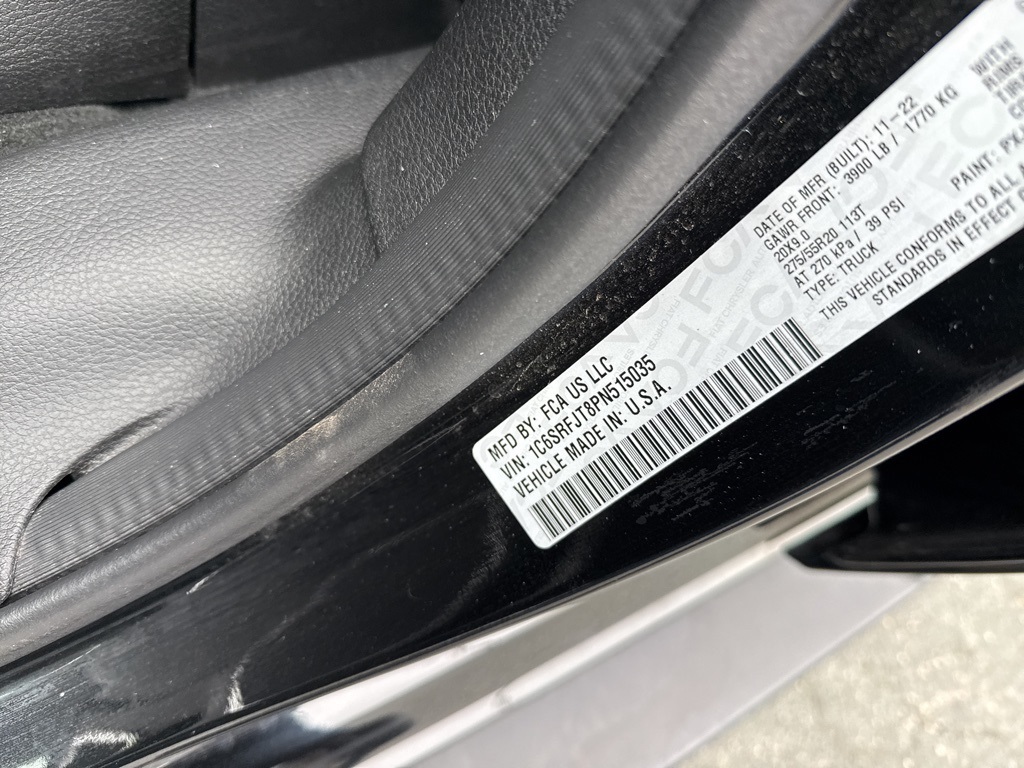 MFD BY: FCA US LLC
VIN: 1C6SRFJT8PN515035
VEHICLE MADE IN: U.S.A.
DATE OF MFR (BUILT): 11-22
GAWR FRONT: 3900 LB / 1770 KG
20X9.0
275/55R20 113T
AT 270 kPa / 39 PSI
TYPE: TRUCK
THIS VEHICLE CONFORMS TO ALL
STANDARDS IN EFFECT
WITH
PAINT: